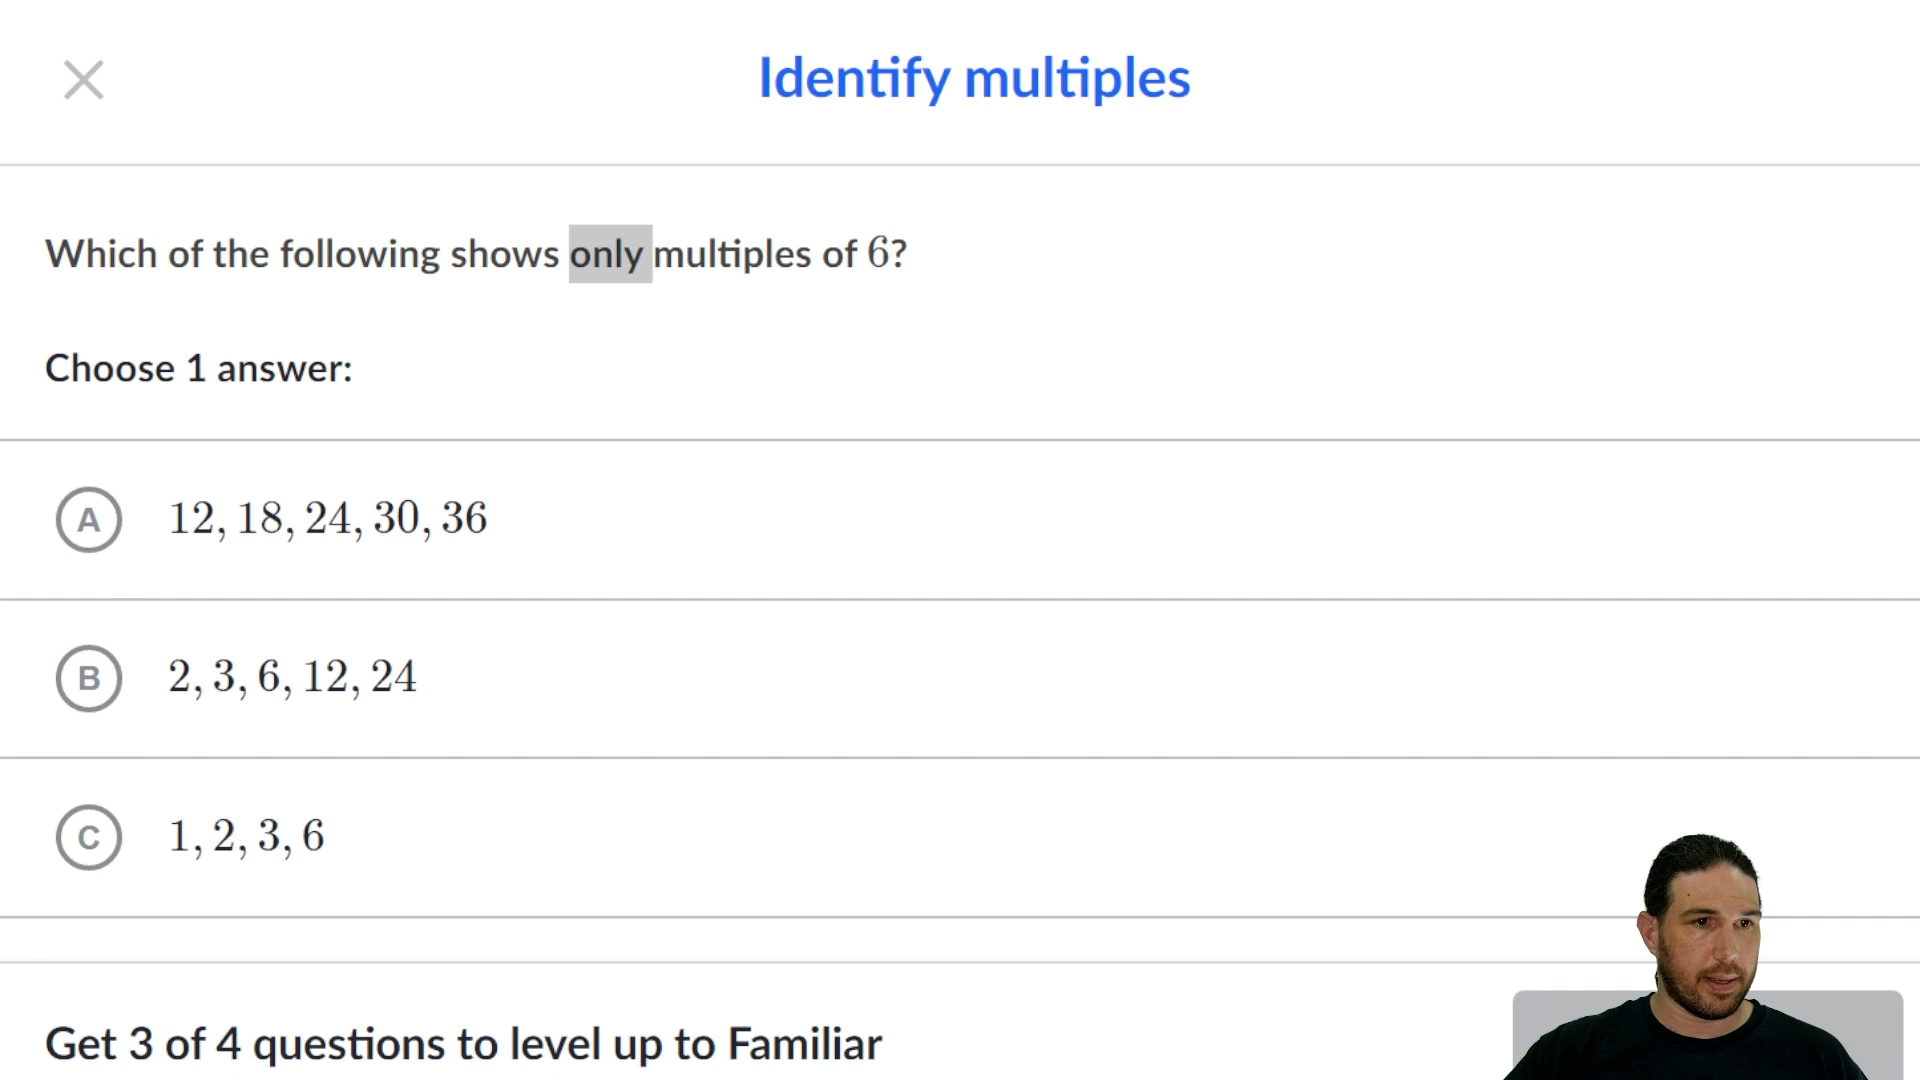 Identify multiples
Which of the following shows only multiples of 6?
Choose 1 answer:
A 12, 18, 24, 30, 36
B 2, 3, 6, 12, 24
C 1, 2, 3, 6
Get 3 of 4 questions to level up to Familiar